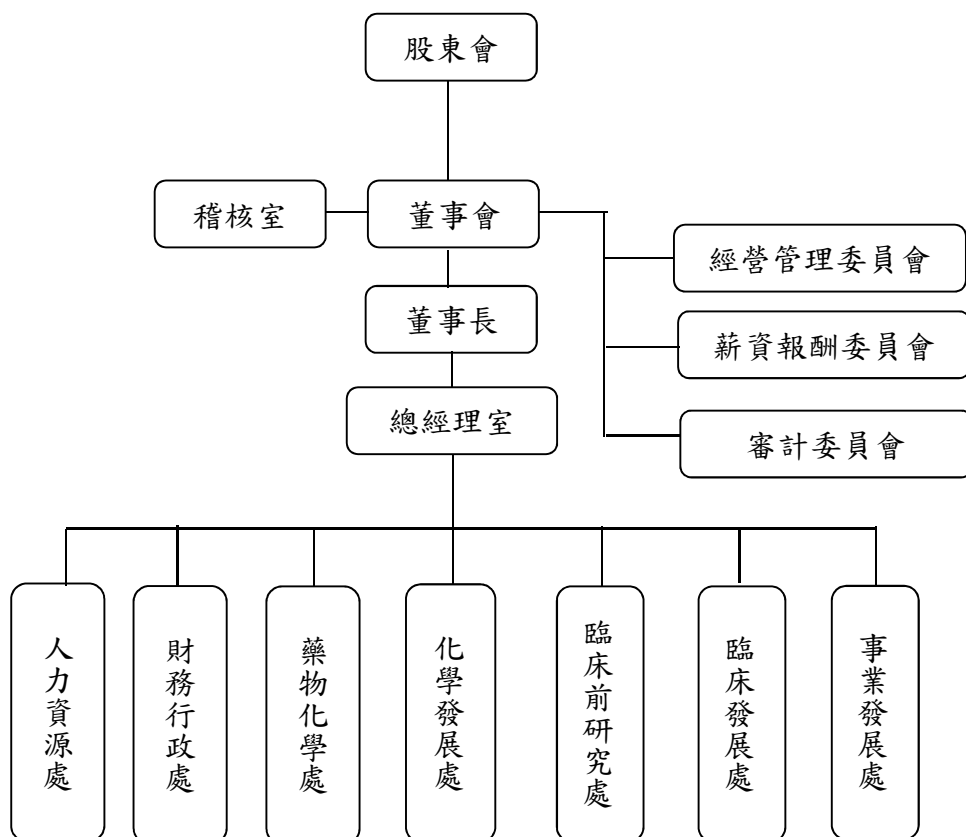 股東會
稽核室
董事會
經營管理委員會
董事長
薪資報酬委員會
總經理室
審計委員會
人力資源處
財務行政處
藥物化學處
化學發展處
臨床前研究處
臨床發展處
事業發展處